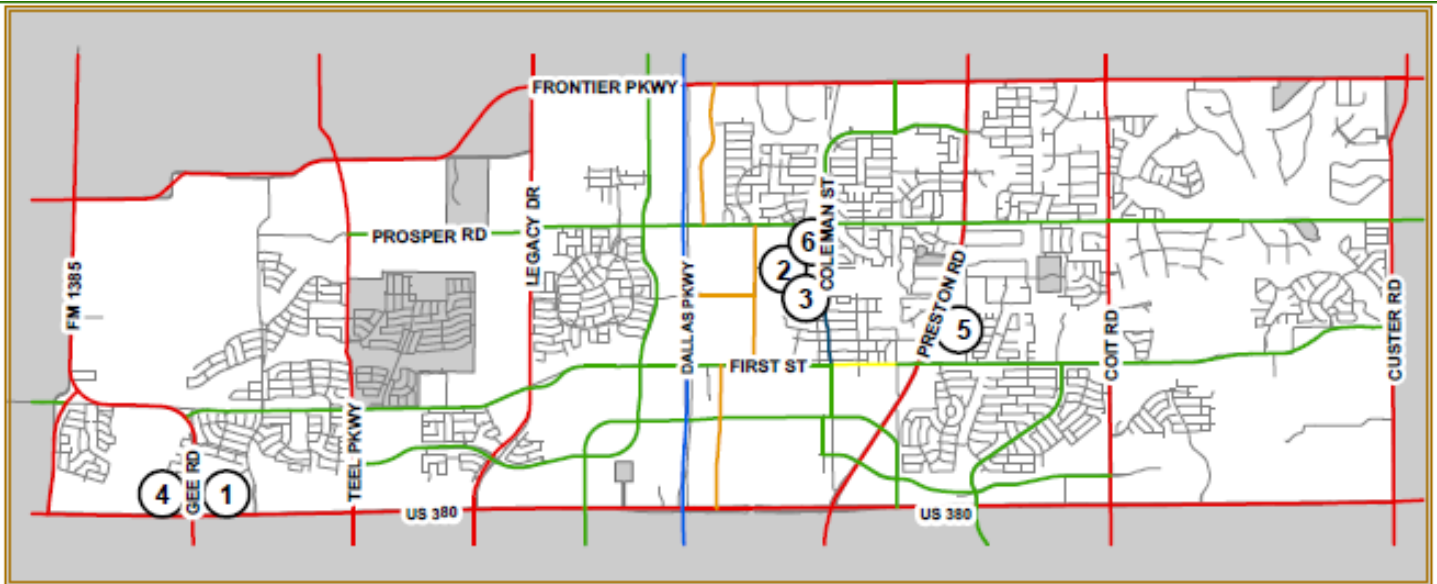 FRONTIER PKWY
PROSPER RD
LEGACY DR
COLEMAN ST
6
2
3
FM 1385
DALLAS PKWY
PRESTON RD
5
COIT RD
CUSTER RD
FIRST ST
TEEL PKWY
4
GEE RD
1
US 380
US 380